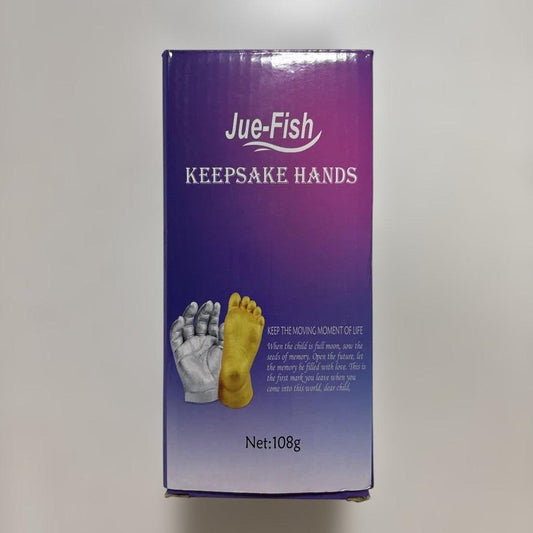 Jue-Fish
KEEPSAKE HANDS
KEEP THE MOVING MOMENT OF LIFE
When the child is full moon, sow the
seeds of memory. Open the future, let
the memory be filled with love. This is
the first mark you leave when you
come into this world, dear child.
Net:108g